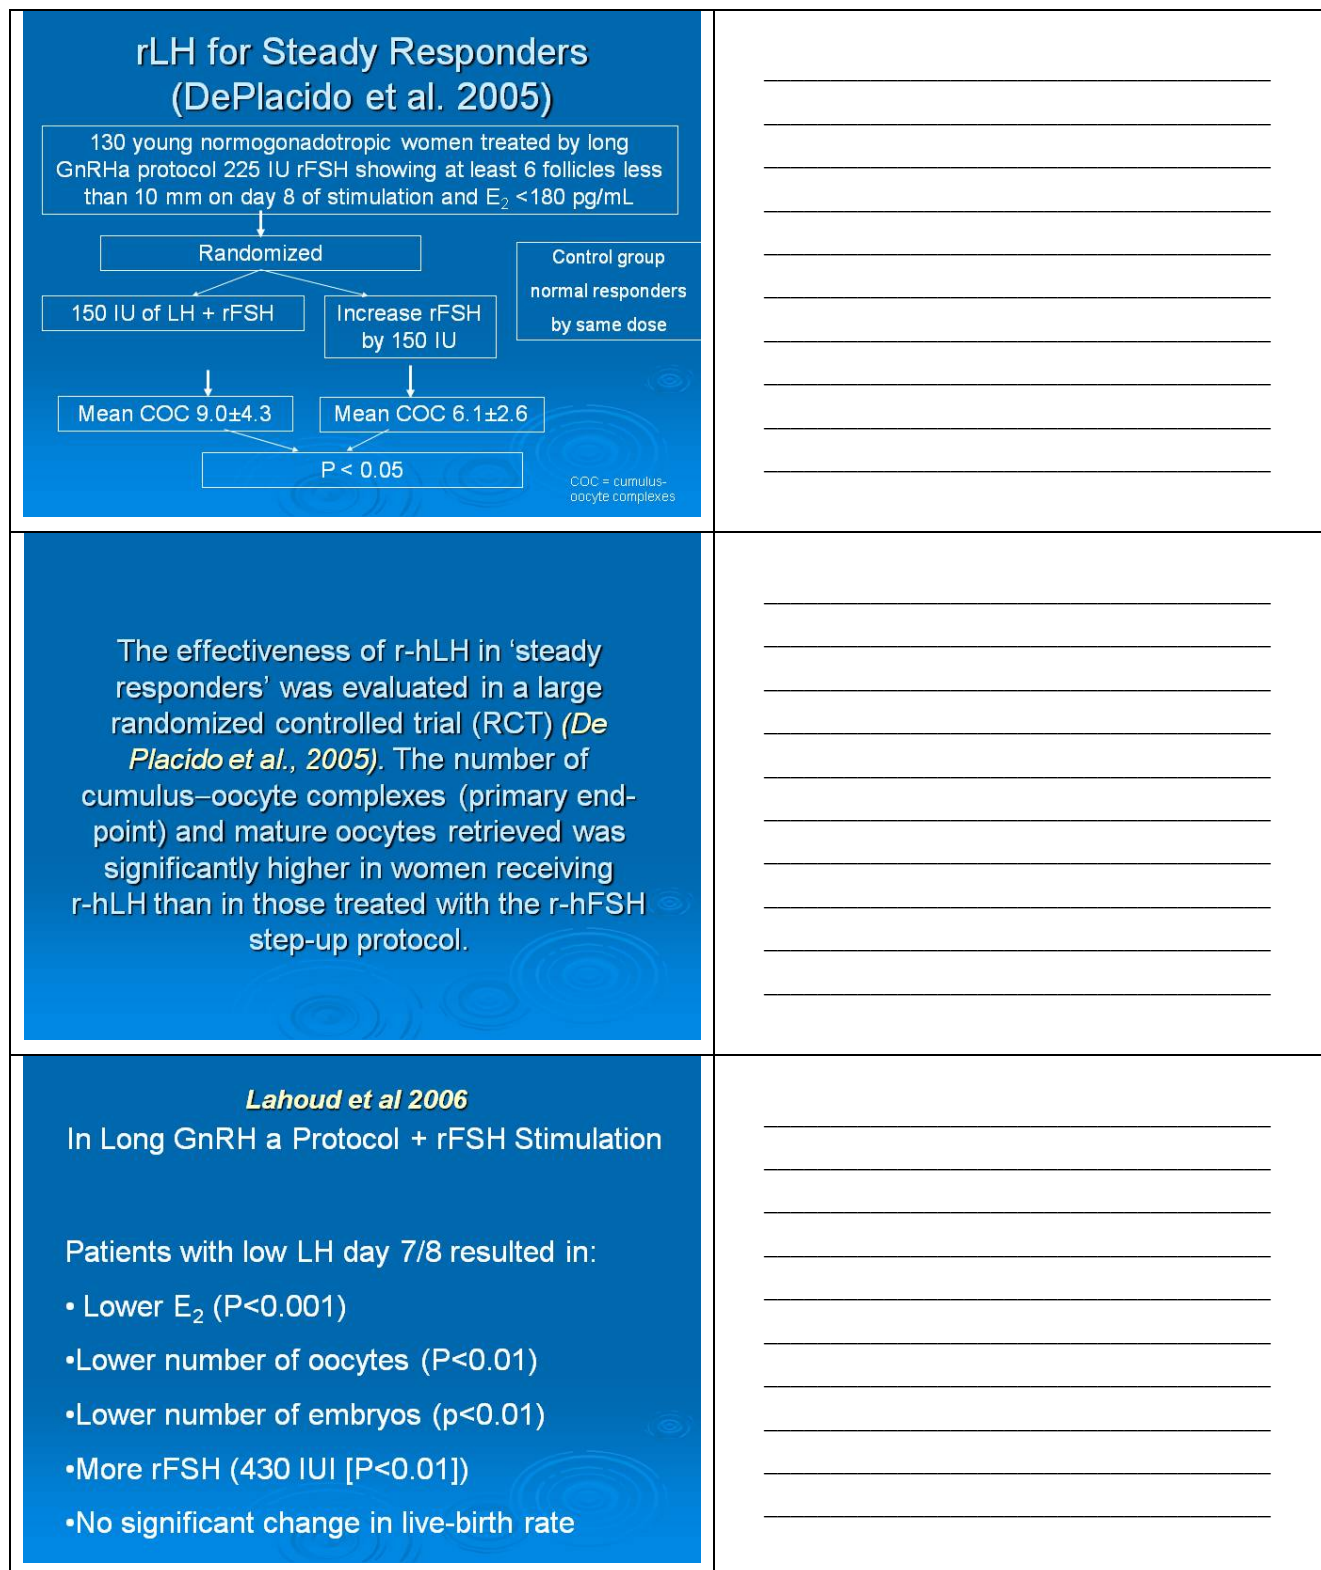 rLH for Steady Responders
(DePlacido et al. 2005)
130 young normogonadotropic women treated by long
GnRHa protocol 225 IU rFSH showing at least 6 follicles less
than 10 mm on day 8 of stimulation and E₂ <180 pg/mL
Randomized
Control group
normal responders
by same dose
150 IU of LH + rFSH
Increase rFSH
by 150 IU
Mean COC 9.0±4.3
Mean COC 6.1±2.6
P < 0.05
COC = cumulus-
oocyte complexes
The effectiveness of r-hLH in ‘steady
responders’ was evaluated in a large
randomized controlled trial (RCT) (De
Placido et al., 2005). The number of
cumulus–oocyte complexes (primary end-
point) and mature oocytes retrieved was
significantly higher in women receiving
r-hLH than in those treated with the r-hFSH
step-up protocol.
Lahoud et al 2006
In Long GnRH a Protocol + rFSH Stimulation
Patients with low LH day 7/8 resulted in:
• Lower E₂ (P<0.001)
•Lower number of oocytes (P<0.01)
•Lower number of embryos (p<0.01)
•More rFSH (430 IUI [P<0.01])
•No significant change in live-birth rate